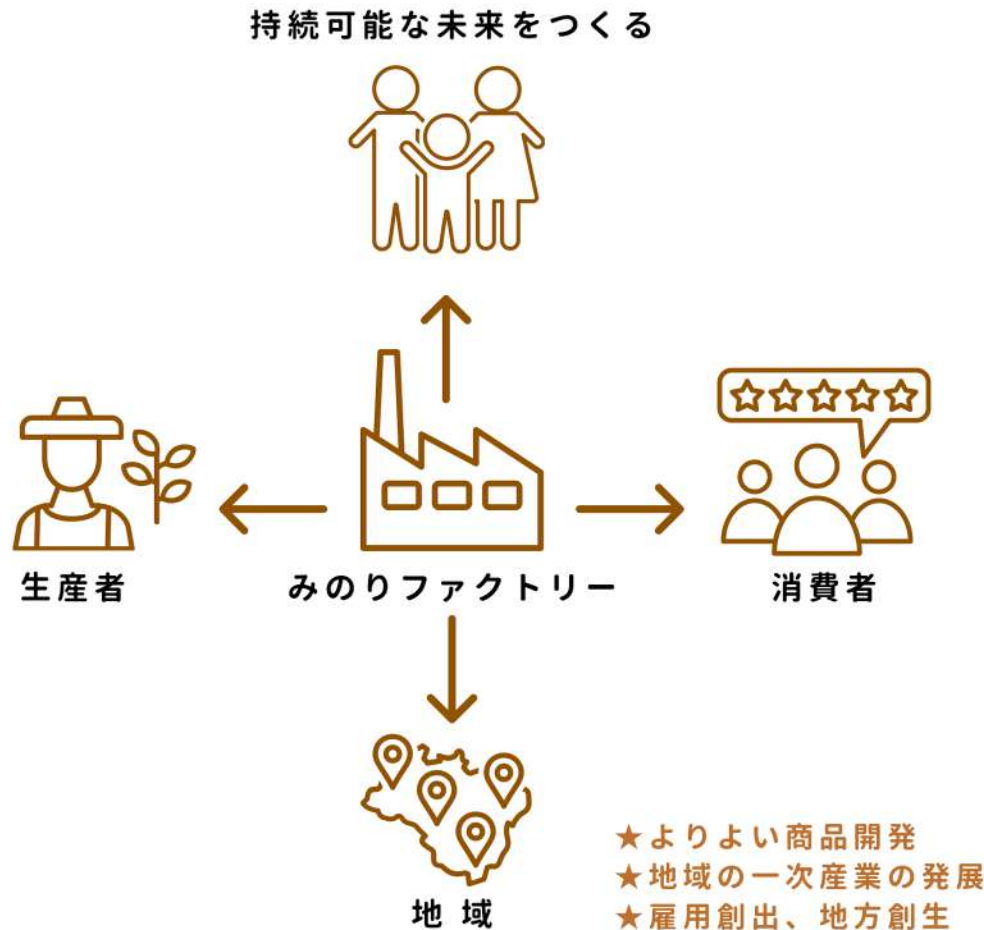 持続可能な未来をつくる
生産者
みのりファクトリー
消費者
地域
★よりよい商品開発
★地域の一次産業の発展
★雇用創出、地方創生